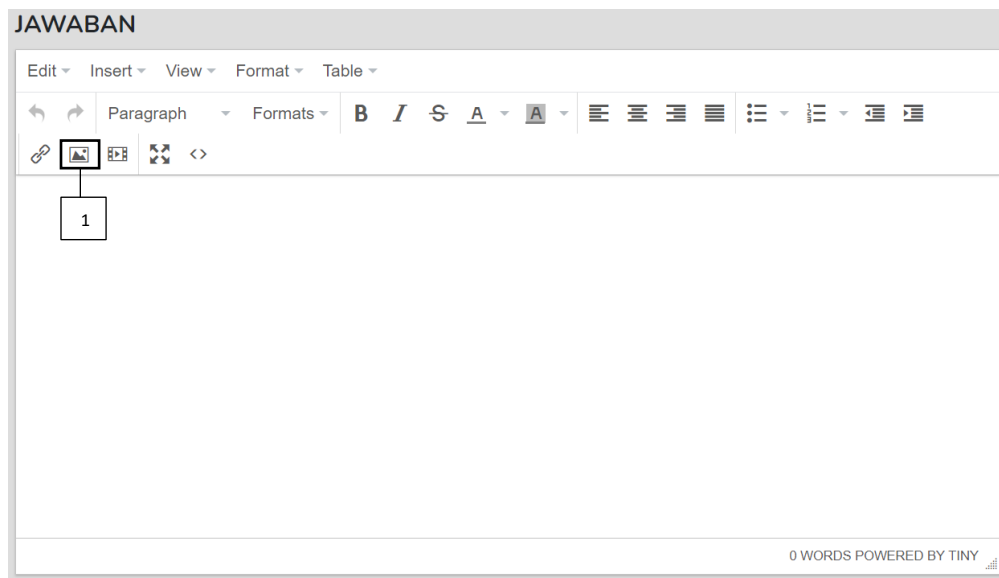 JAWABAN
Edit Insert View Format Table
Paragraph Formats B I S A A
1
0 WORDS POWERED BY TINY